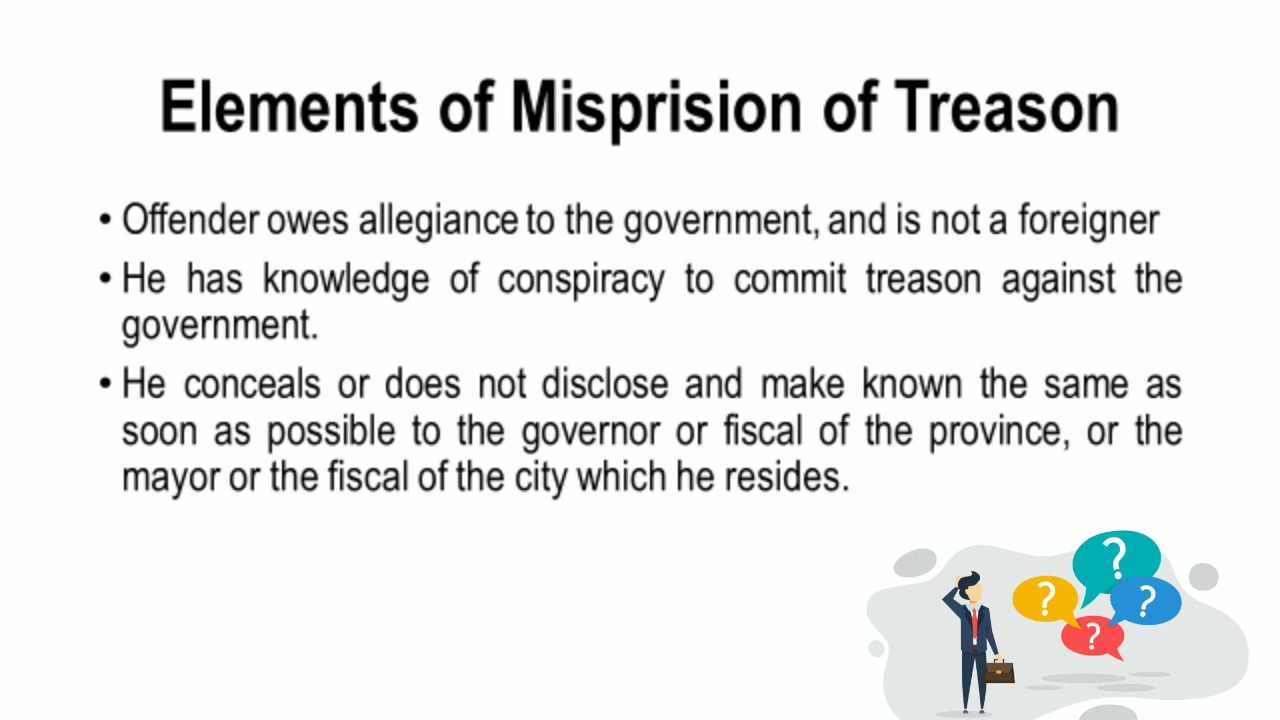 Elements of Misprision of Treason
• Offender owes allegiance to the government, and is not a foreigner
• He has knowledge of conspiracy to commit treason against the
government.
• He conceals or does not disclose and make known the same as
soon as possible to the governor or fiscal of the province, or the
mayor or the fiscal of the city which he resides.
?
?
?
?